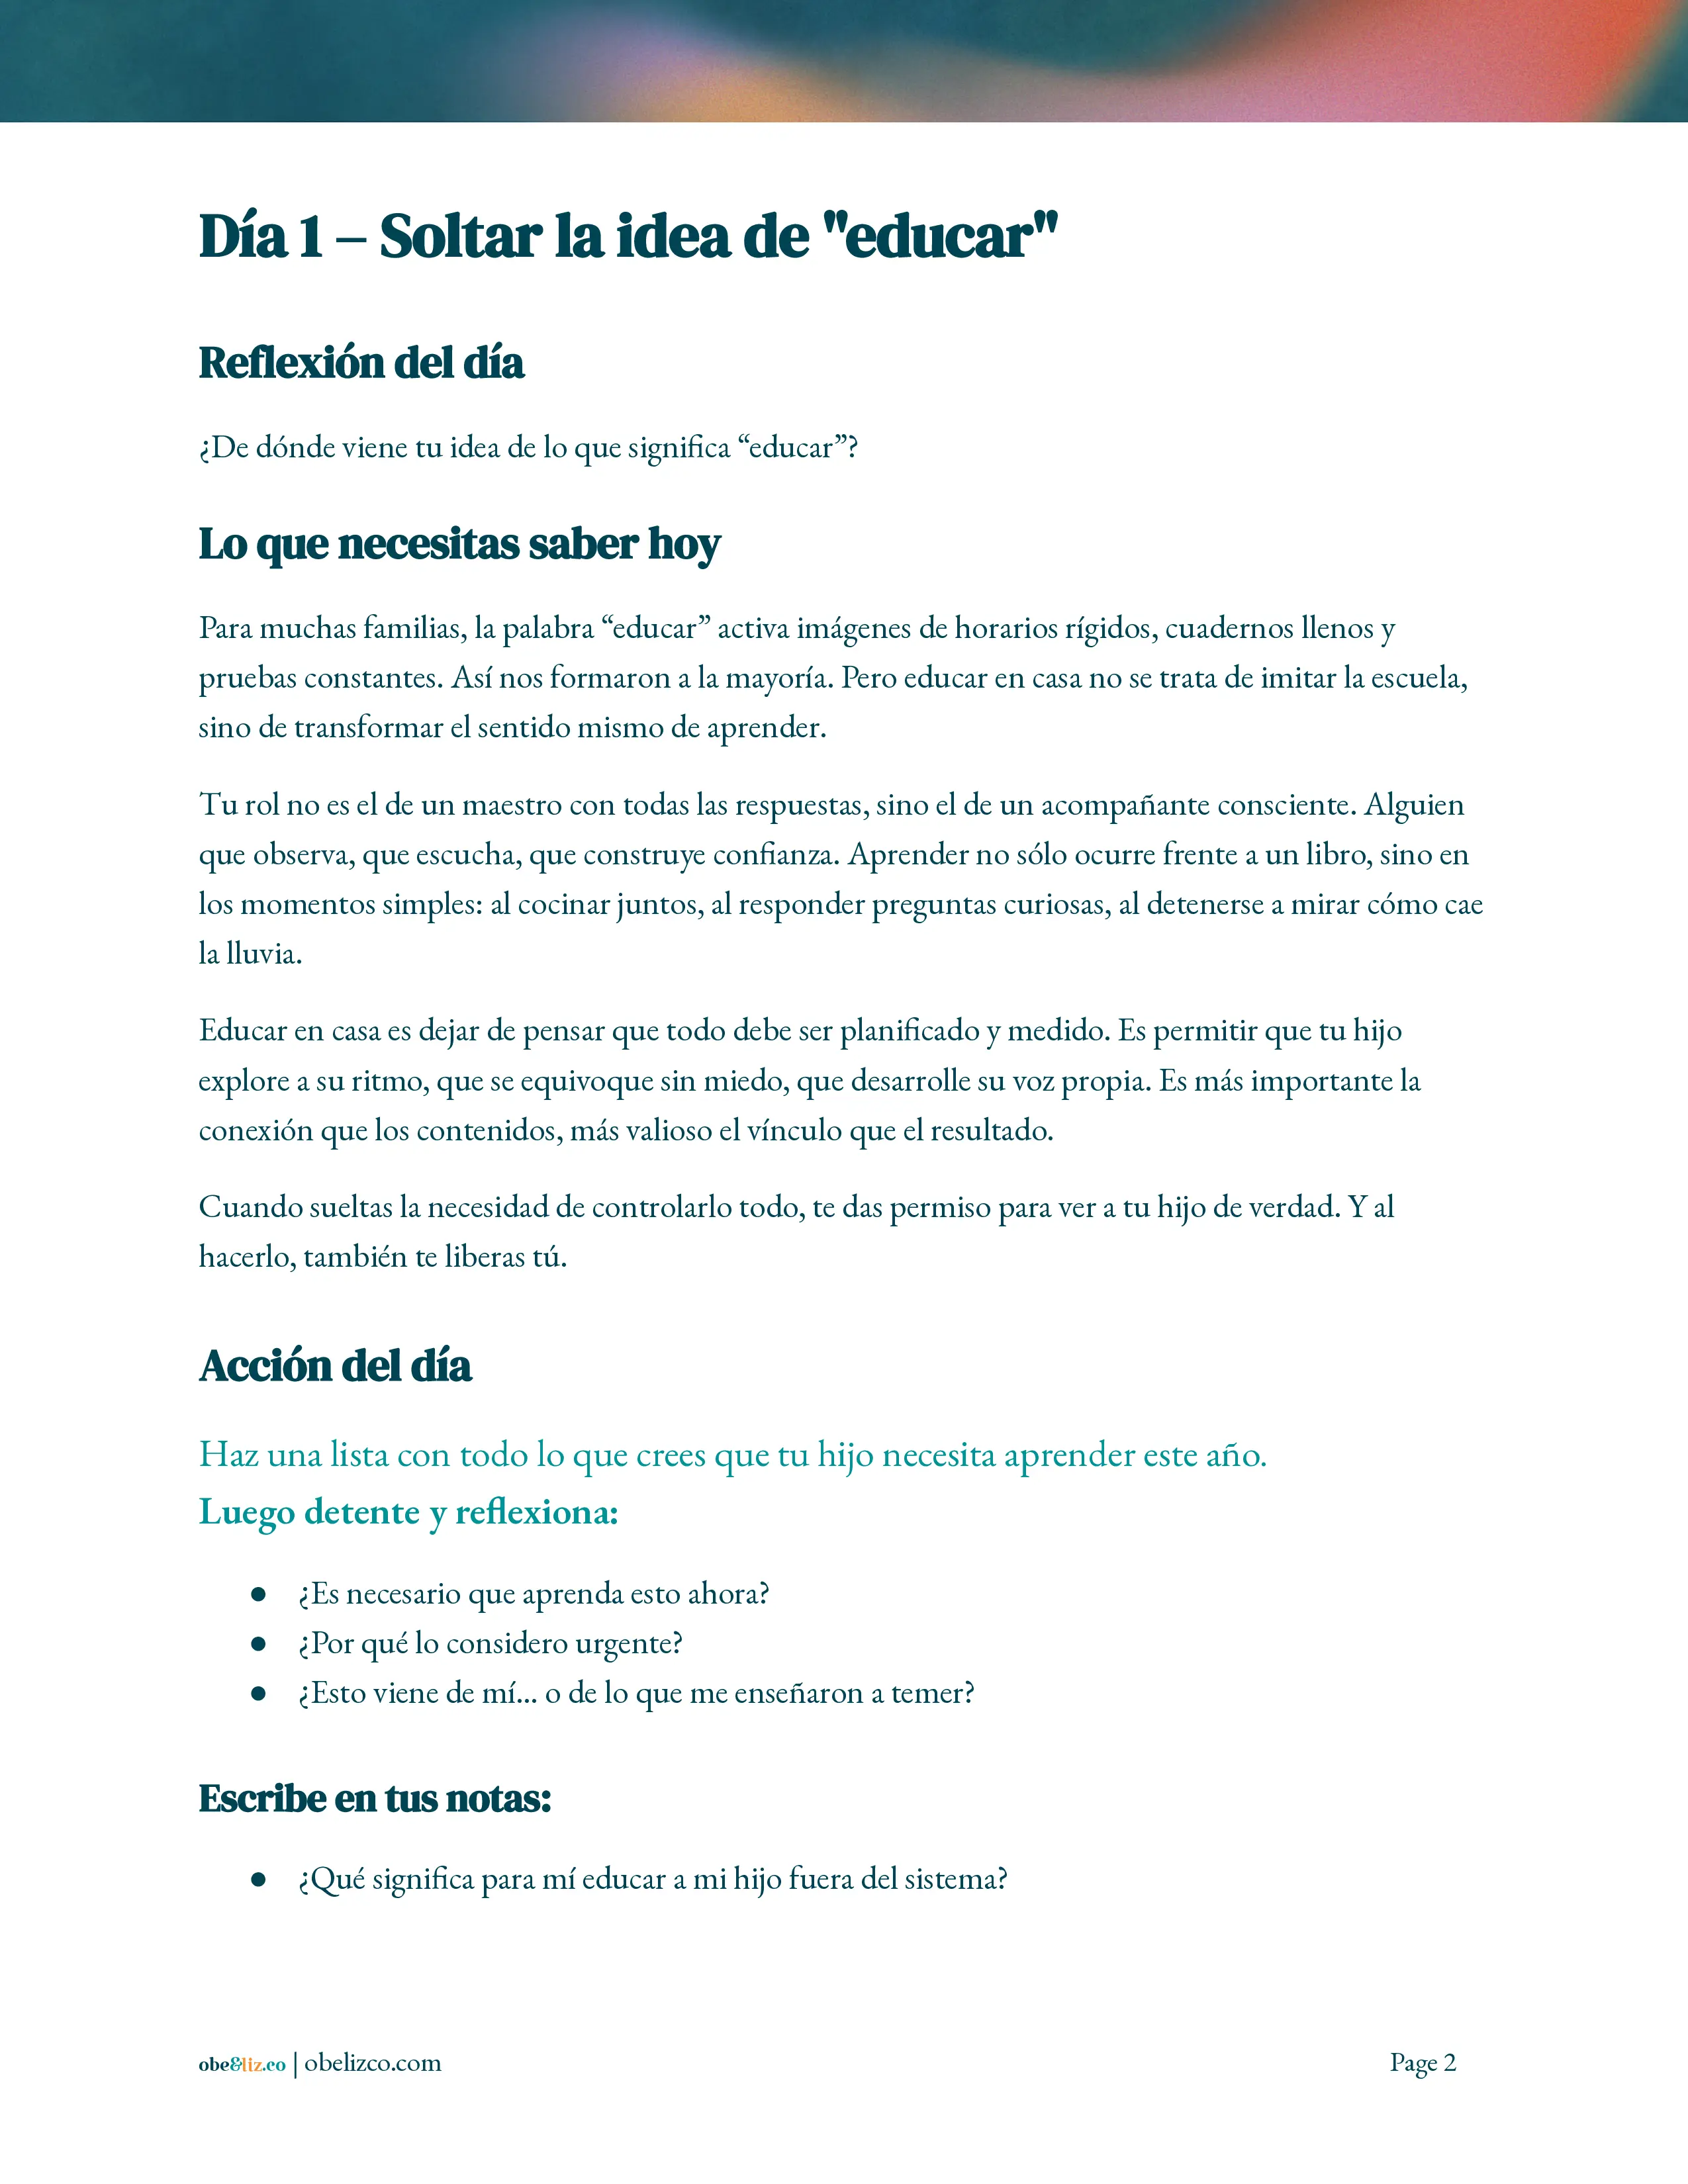 Día 1 – Soltar la idea de "educar"
Reflexión del día
¿De dónde viene tu idea de lo que significa “educar”?
Lo que necesitas saber hoy
Para muchas familias, la palabra “educar” activa imágenes de horarios rígidos, cuadernos llenos y
pruebas constantes. Así nos formaron a la mayoría. Pero educar en casa no se trata de imitar la escuela,
sino de transformar el sentido mismo de aprender.
Tu rol no es el de un maestro con todas las respuestas, sino el de un acompañante consciente. Alguien
que observa, que escucha, que construye confianza. Aprender no sólo ocurre frente a un libro, sino en
los momentos simples: al cocinar juntos, al responder preguntas curiosas, al detenerse a mirar cómo cae
la lluvia.
Educar en casa es dejar de pensar que todo debe ser planificado y medido. Es permitir que tu hijo
explore a su ritmo, que se equivoque sin miedo, que desarrolle su voz propia. Es más importante la
conexión que los contenidos, más valioso el vínculo que el resultado.
Cuando sueltas la necesidad de controlarlo todo, te das permiso para ver a tu hijo de verdad. Y al
hacerlo, también te liberas tú.
Acción del día
Haz una lista con todo lo que crees que tu hijo necesita aprender este año.
Luego detente y reflexiona:
● ¿Es necesario que aprenda esto ahora?
● ¿Por qué lo considero urgente?
● ¿Esto viene de mí... o de lo que me enseñaron a temer?
Escribe en tus notas:
● ¿Qué significa para mí educar a mi hijo fuera del sistema?
obe&liz.co | obelizco.com Page 2